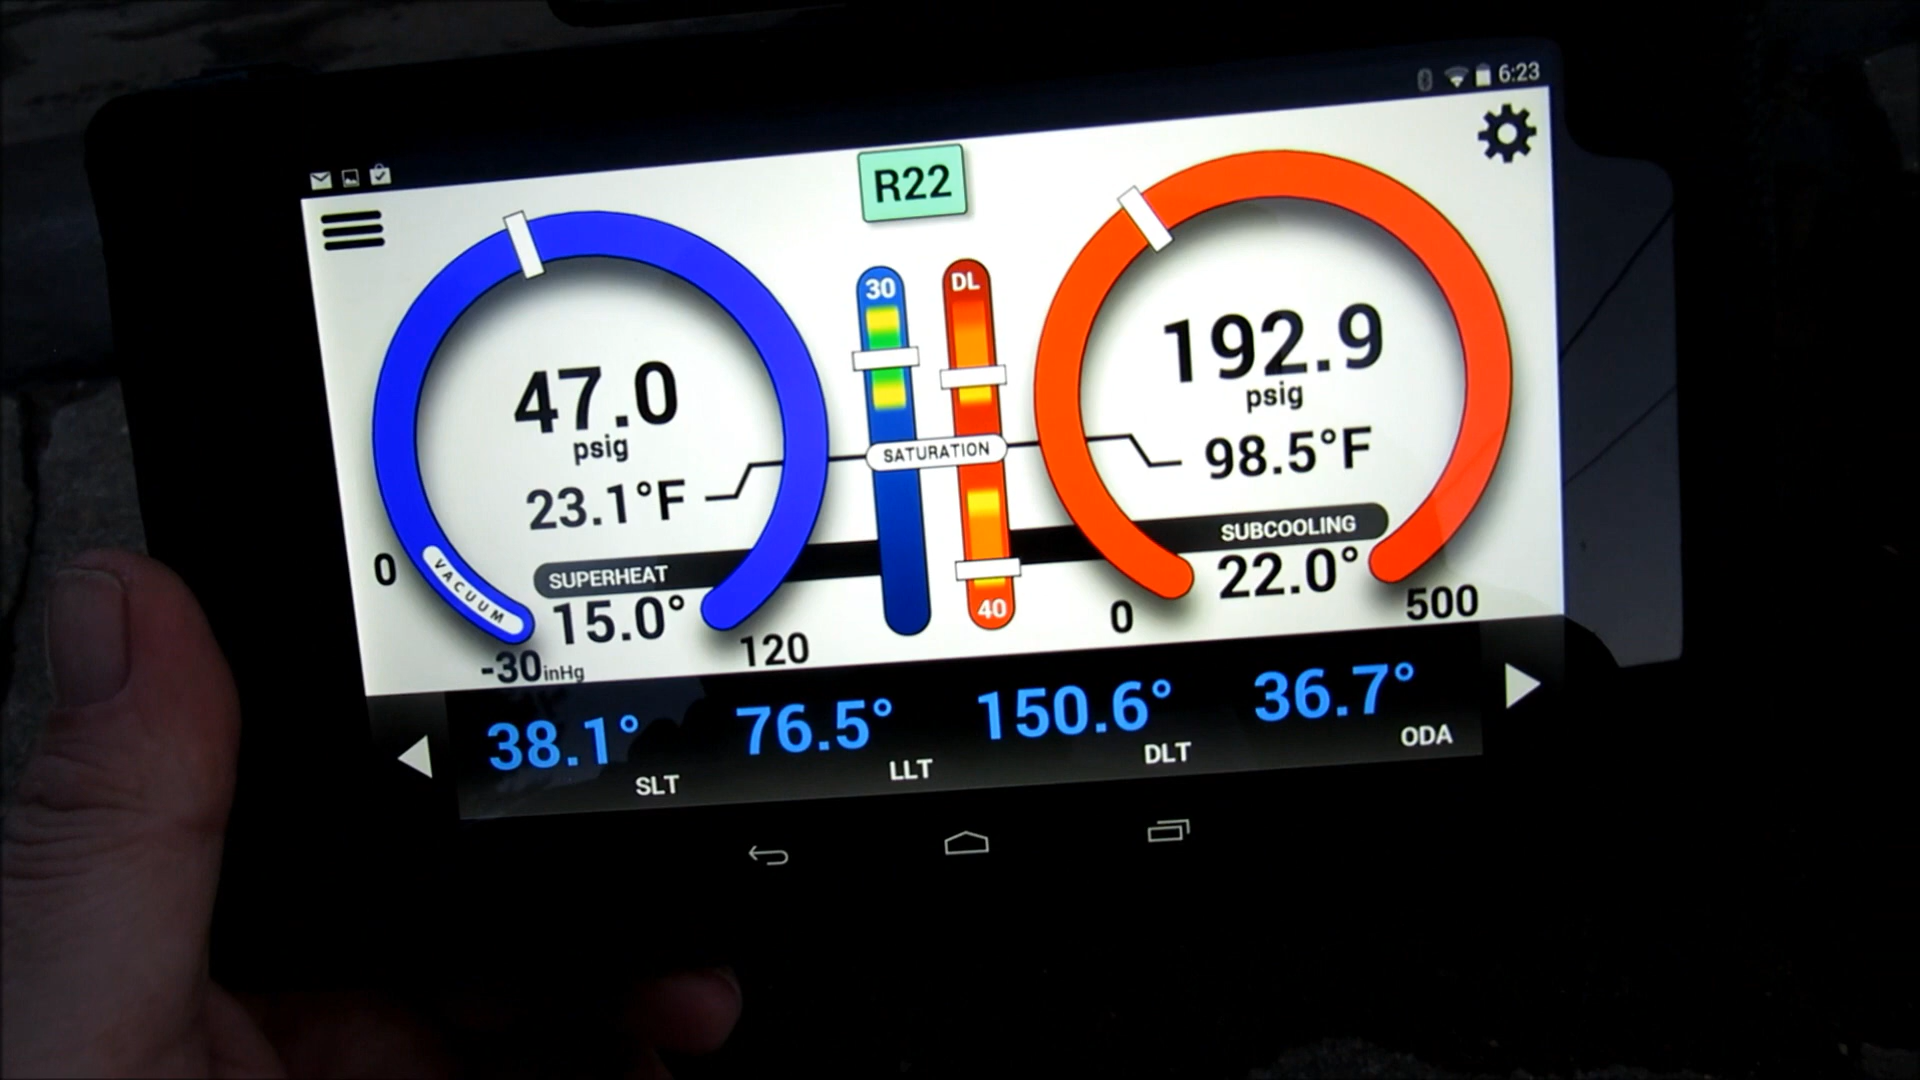 6:23
R22
30
DL
47.0
psig
23.1°F
192.9
psig
98.5°F
SATURATION
0
VACUUM
SUPERHEAT
15.0°
-30inHg
120
40
SUBCOOLING
22.0°
0
500
38.1°
SLT
76.5°
LLT
150.6°
DLT
36.7°
ODA